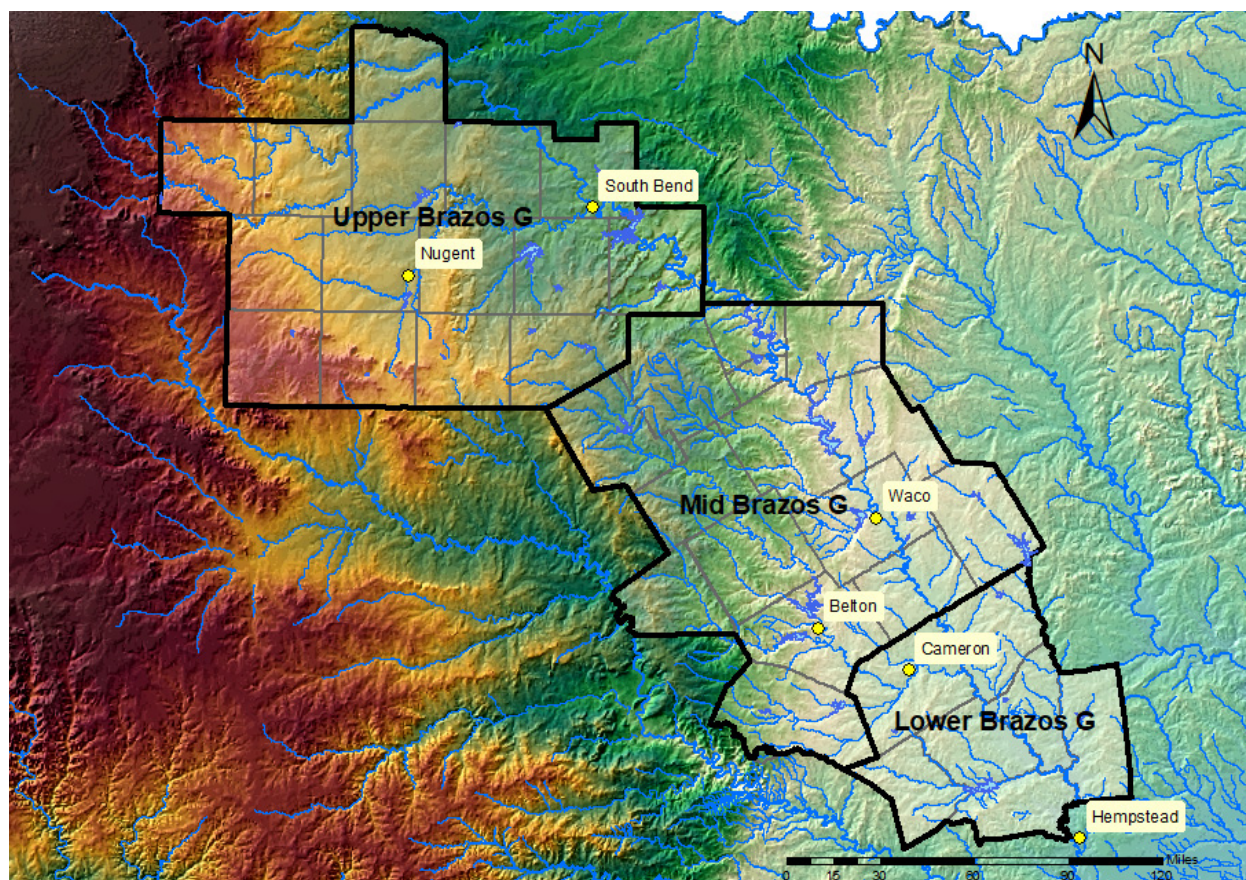 N
South Bend
Upper Brazos G
Nugent
Mid Brazos G
Waco
Belton
Cameron
Lower Brazos G
Hempstead
Miles
0 15 30 60 90 120